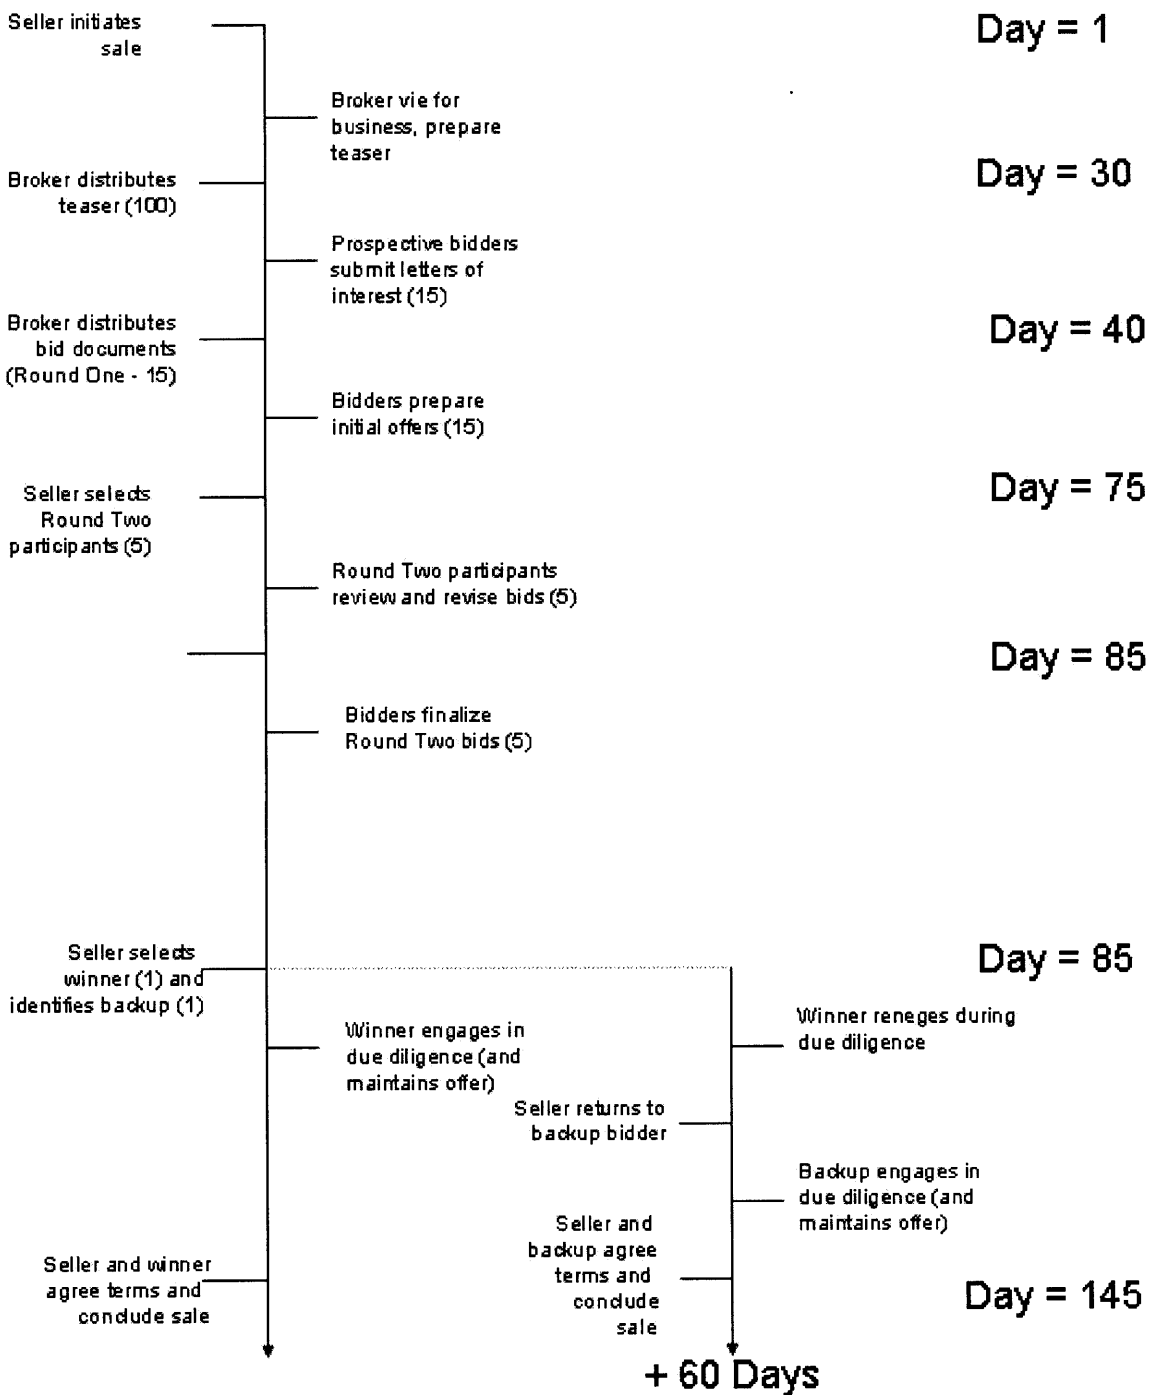 Seller initiates
sale
Day = 1
Broker vie for
business, prepare
teaser
Broker distributes
teaser (100)
Day = 30
Prospective bidders
submit letters of
interest (15)
Broker distributes
bid documents
(Round One - 15)
Day = 40
Bidders prepare
initial offers (15)
Seller selects
Round Two
participants (5)
Day = 75
Round Two participants
review and revise bids (5)
Day = 85
Bidders finalize
Round Two bids (5)
Seller selects
winner (1) and
identifies backup (1)
Day = 85
Winner engages in
due diligence (and
maintains offer)
Winner reneges during
due diligence
Seller returns to
backup bidder
Backup engages in
due diligence (and
maintains offer)
Seller and winner
agree terms and
conclude sale
Seller and
backup agree
terms and
conclude
sale
Day = 145
+ 60 Days